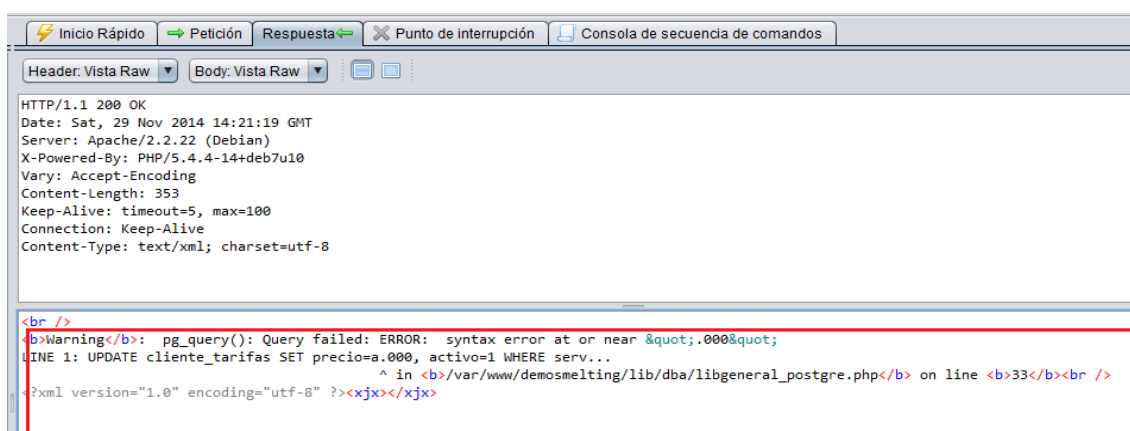 Inicio Rápido Petición Respuesta Punto de interrupción Consola de secuencia de comandos
Header: Vista Raw Body: Vista Raw
HTTP/1.1 200 OK
Date: Sat, 29 Nov 2014 14:21:19 GMT
Server: Apache/2.2.22 (Debian)
X-Powered-By: PHP/5.4.4-14+deb7u10
Vary: Accept-Encoding
Content-Length: 353
Keep-Alive: timeout=5, max=100
Connection: Keep-Alive
Content-Type: text/xml; charset=utf-8
<br />
<b>Warning</b>:  pg_query(): Query failed: ERROR:  syntax error at or near &quot;.000&quot;
LINE 1: UPDATE cliente_tarifas SET precio=a.000, activo=1 WHERE serv...
^ in <b>/var/www/demosmelting/lib/dba/libgeneral_postgre.php</b> on line <b>33</b><br />
<?xml version="1.0" encoding="utf-8" ?><xjx></xjx>